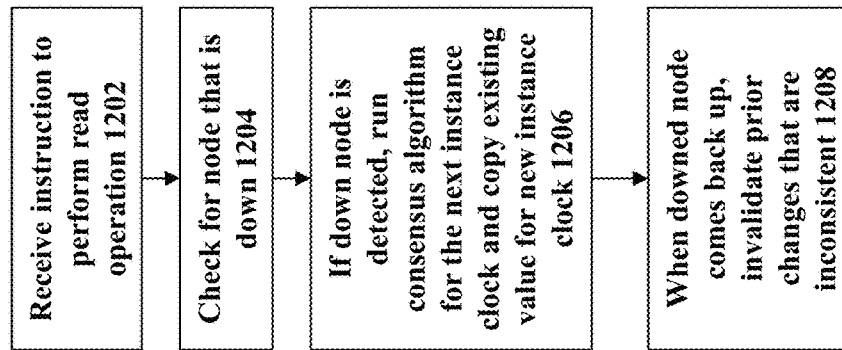 Receive instruction to
perform read
operation 1202
Check for node that is
down 1204
If down node is
detected, run
consensus algorithm
for the next instance
clock and copy existing
value for new instance
clock 1206
When downed node
comes back up,
invalidate prior
changes that are
inconsistent 1208